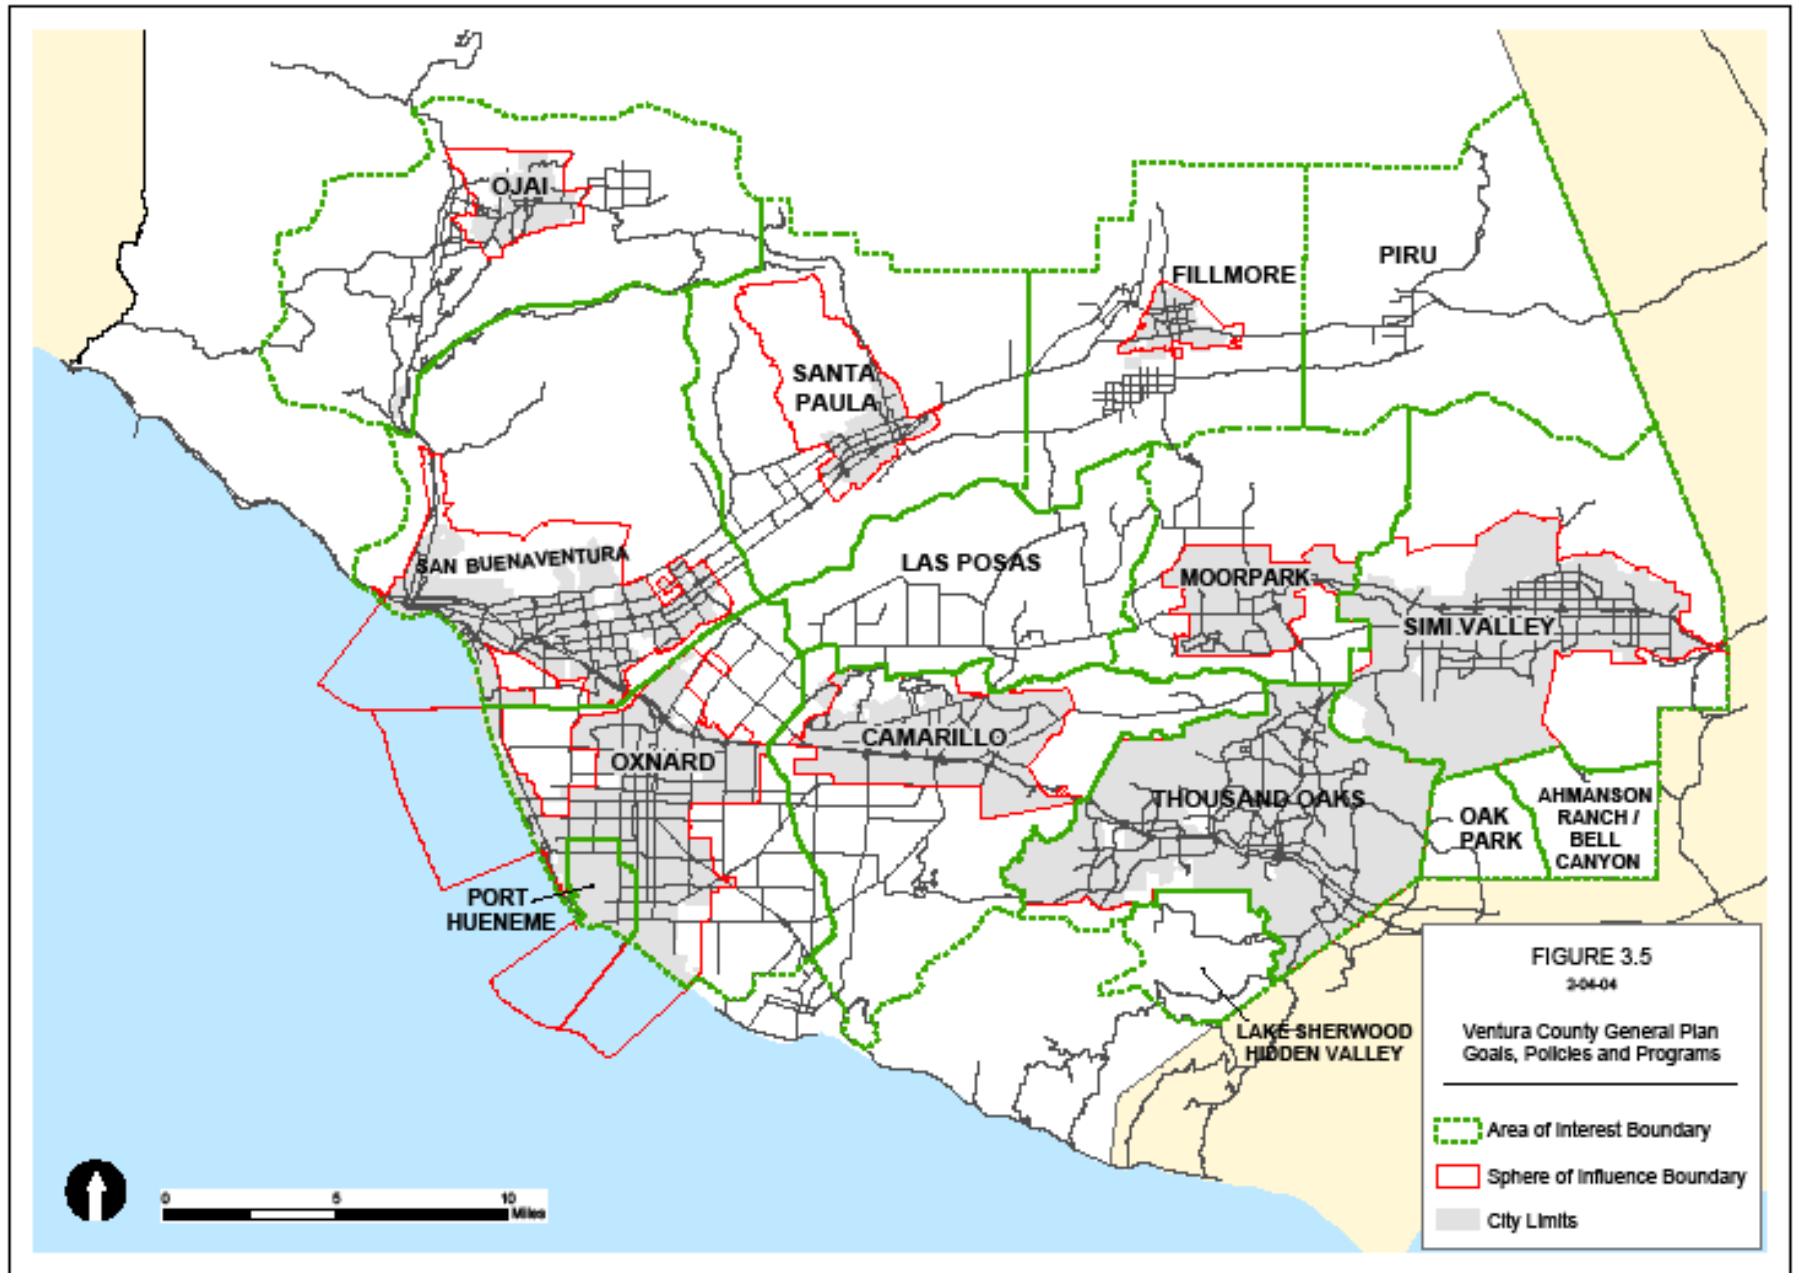 OJAI
PIRU
FILLMORE
SANTA
PAULA
SAN BUENAVENTURA
LAS POSAS
MOORPARK
SIMI VALLEY
CAMARILLO
OXNARD
THOUSAND OAKS
OAK
PARK
AHMANSON
RANCH /
BELL
CANYON
PORT
HUENEME
LAKE SHERWOOD
HIDDEN VALLEY
FIGURE 3.5
2-04-04
Ventura County General Plan
Goals, Policies and Programs
Area of Interest Boundary
Sphere of Influence Boundary
City Limits
0 5 10
Miles